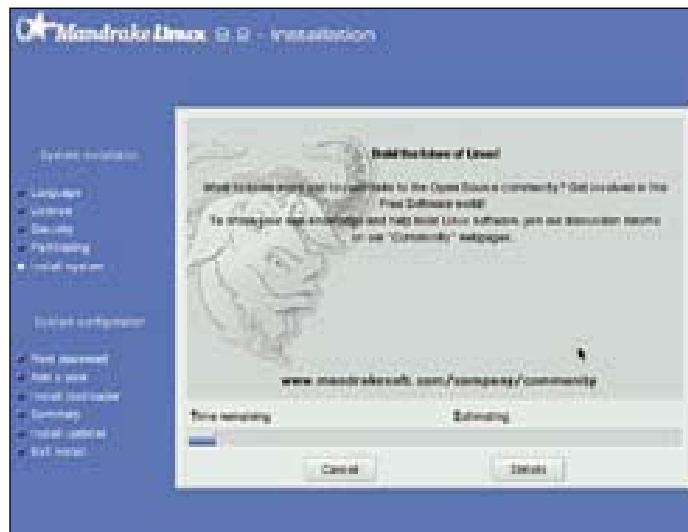 Mandrake Linux 9.2 - Installation
System installation
Language
License
Security
Partitioning
Install system
System configuration
Root password
Add a user
Install bootloader
Summary
Install updates
Exit install
Build the future of Linux!
Want to know more and to contribute to the Open Source community? Get involved in the
Free Software world!
To share your own knowledge and help build Linux software, join our discussion forums
on our "Community" webpages.
www.mandrakesoft.com/company/community
Time remaining Estimating
Cancel Details